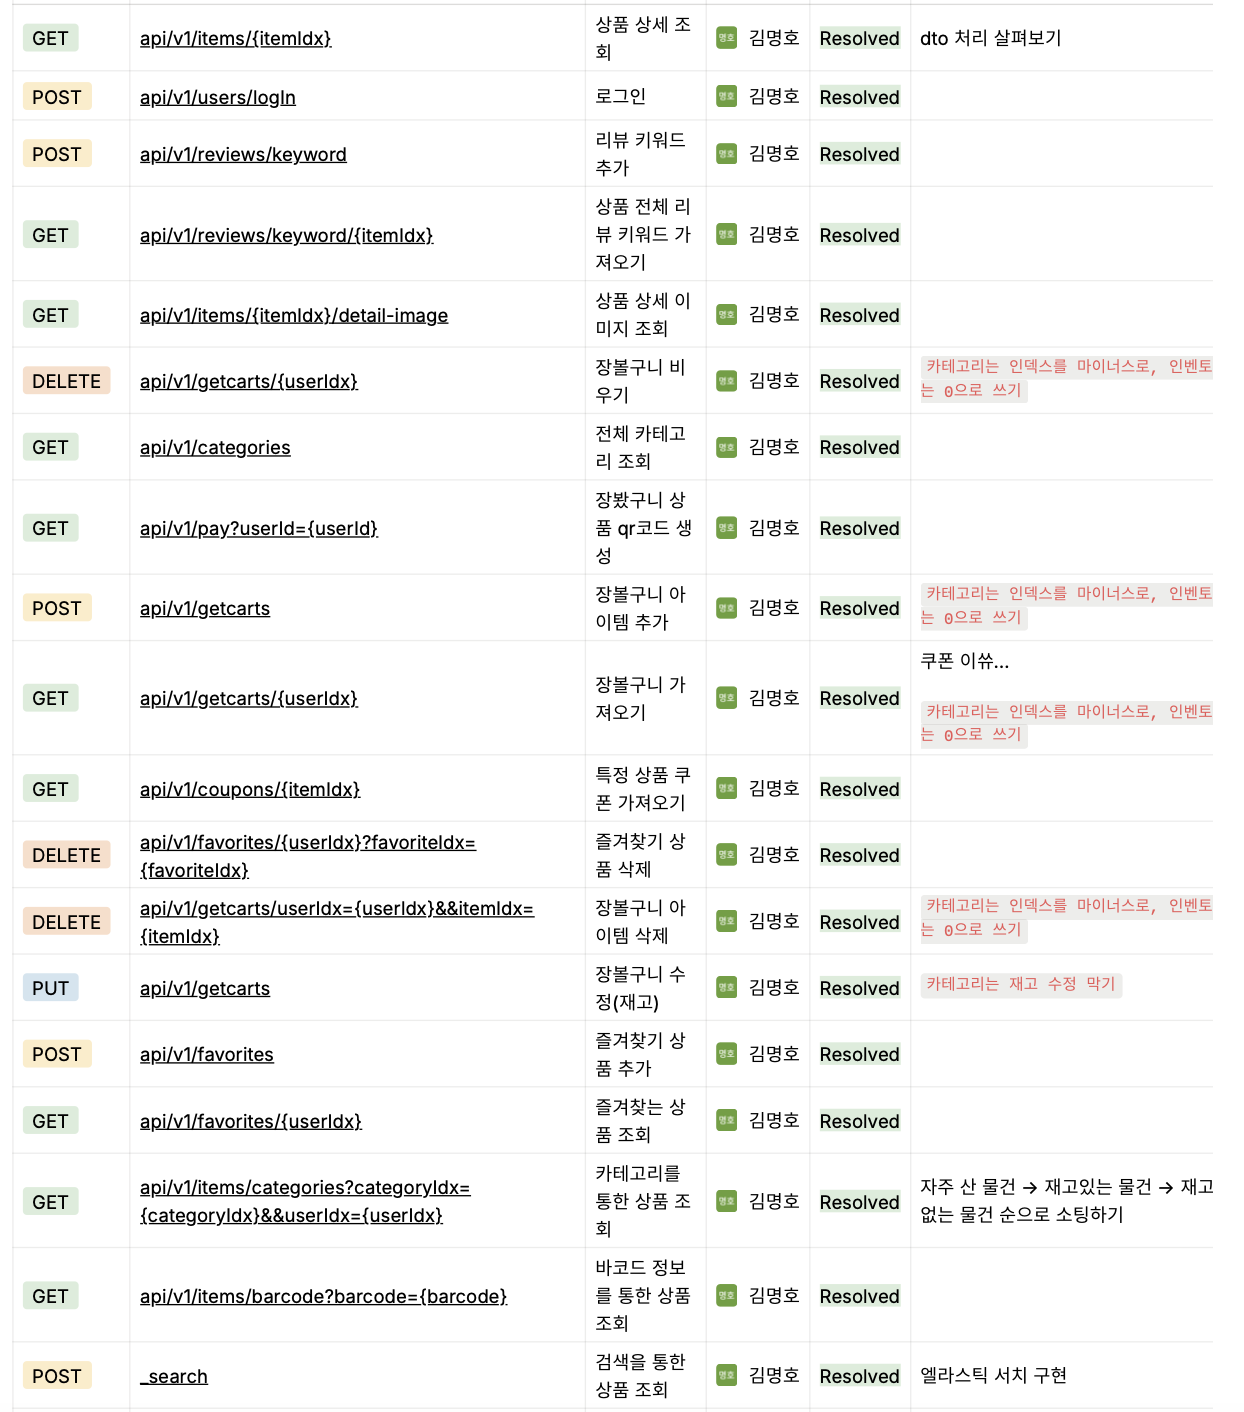 GET api/v1/items/{itemIdx} 상품 상세 조 명호 김명호 Resolved dto 처리 살펴보기
회
POST api/v1/users/logIn 로그인 명호 김명호 Resolved
POST api/v1/reviews/keyword 리뷰 키워드 명호 김명호 Resolved
추가
GET api/v1/reviews/keyword/{itemIdx} 상품 전체 리 명호 김명호 Resolved
뷰 키워드 가
져오기
GET api/v1/items/{itemIdx}/detail-image 상품 상세 이 명호 김명호 Resolved
미지 조회
DELETE api/v1/getcarts/{userIdx} 장볼구니 비 명호 김명호 Resolved 카테고리는 인덱스를 마이너스로, 인벤토
우기 는 0으로 쓰기
GET api/v1/categories 전체 카테고 명호 김명호 Resolved
리 조회
GET api/v1/pay?userId={userId} 장봤구니 상 명호 김명호 Resolved
품 qr코드 생
성
POST api/v1/getcarts 장볼구니 아 명호 김명호 Resolved 카테고리는 인덱스를 마이너스로, 인벤토
이템 추가 는 0으로 쓰기
GET api/v1/getcarts/{userIdx} 장볼구니 가 명호 김명호 Resolved 쿠폰 이쓔...
져오기 카테고리는 인덱스를 마이너스로, 인벤토
는 0으로 쓰기
GET api/v1/coupons/{itemIdx} 특정 상품 쿠 명호 김명호 Resolved
폰 가져오기
DELETE api/v1/favorites/{userIdx}?favoriteIdx= 즐겨찾기 상 명호 김명호 Resolved
{favoriteIdx} 품 삭제
DELETE api/v1/getcarts/userIdx={userIdx}&&itemIdx= 장볼구니 아 명호 김명호 Resolved 카테고리는 인덱스를 마이너스로, 인벤토
{itemIdx} 이템 삭제 는 0으로 쓰기
PUT api/v1/getcarts 장볼구니 수 명호 김명호 Resolved 카테고리는 재고 수정 막기
정(재고)
POST api/v1/favorites 즐겨찾기 상 명호 김명호 Resolved
품 추가
GET api/v1/favorites/{userIdx} 즐겨찾는 상 명호 김명호 Resolved
품 조회
GET api/v1/items/categories?categoryIdx= 카테고리를 명호 김명호 Resolved 자주 산 물건 → 재고있는 물건 → 재고
{categoryIdx}&&userIdx={userIdx} 통한 상품 조 없는 물건 순으로 소팅하기
회
GET api/v1/items/barcode?barcode={barcode} 바코드 정보 명호 김명호 Resolved
를 통한 상품
조회
POST _search 검색을 통한 명호 김명호 Resolved 엘라스틱 서치 구현
상품 조회